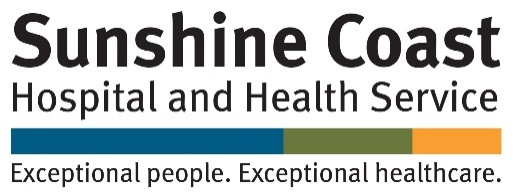 Sunshine Coast
Hospital and Health Service
Exceptional people. Exceptional healthcare.